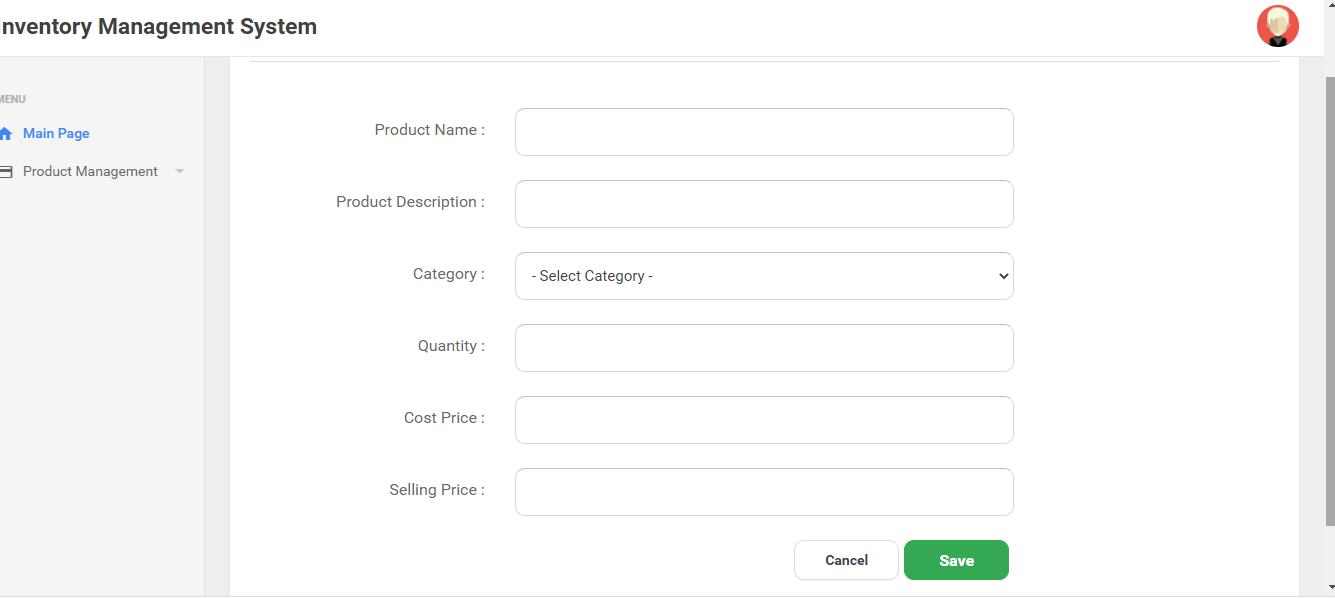 nventory Management System
MENU
Main Page
Product Management
Product Name :
Product Description :
Category :
- Select Category -
Quantity :
Cost Price :
Selling Price :
Cancel
Save